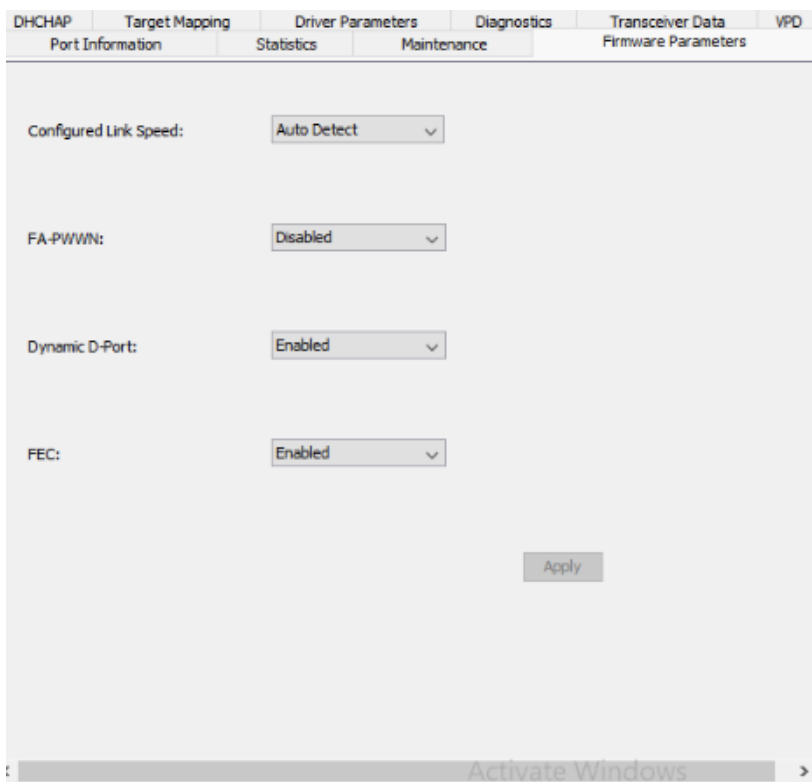 DHCHAP Target Mapping Driver Parameters Diagnostics Transceiver Data VPD
Port Information Statistics Maintenance Firmware Parameters
Configured Link Speed: Auto Detect
FA-PWWN: Disabled
Dynamic D-Port: Enabled
FEC: Enabled
Apply
Activate Windows